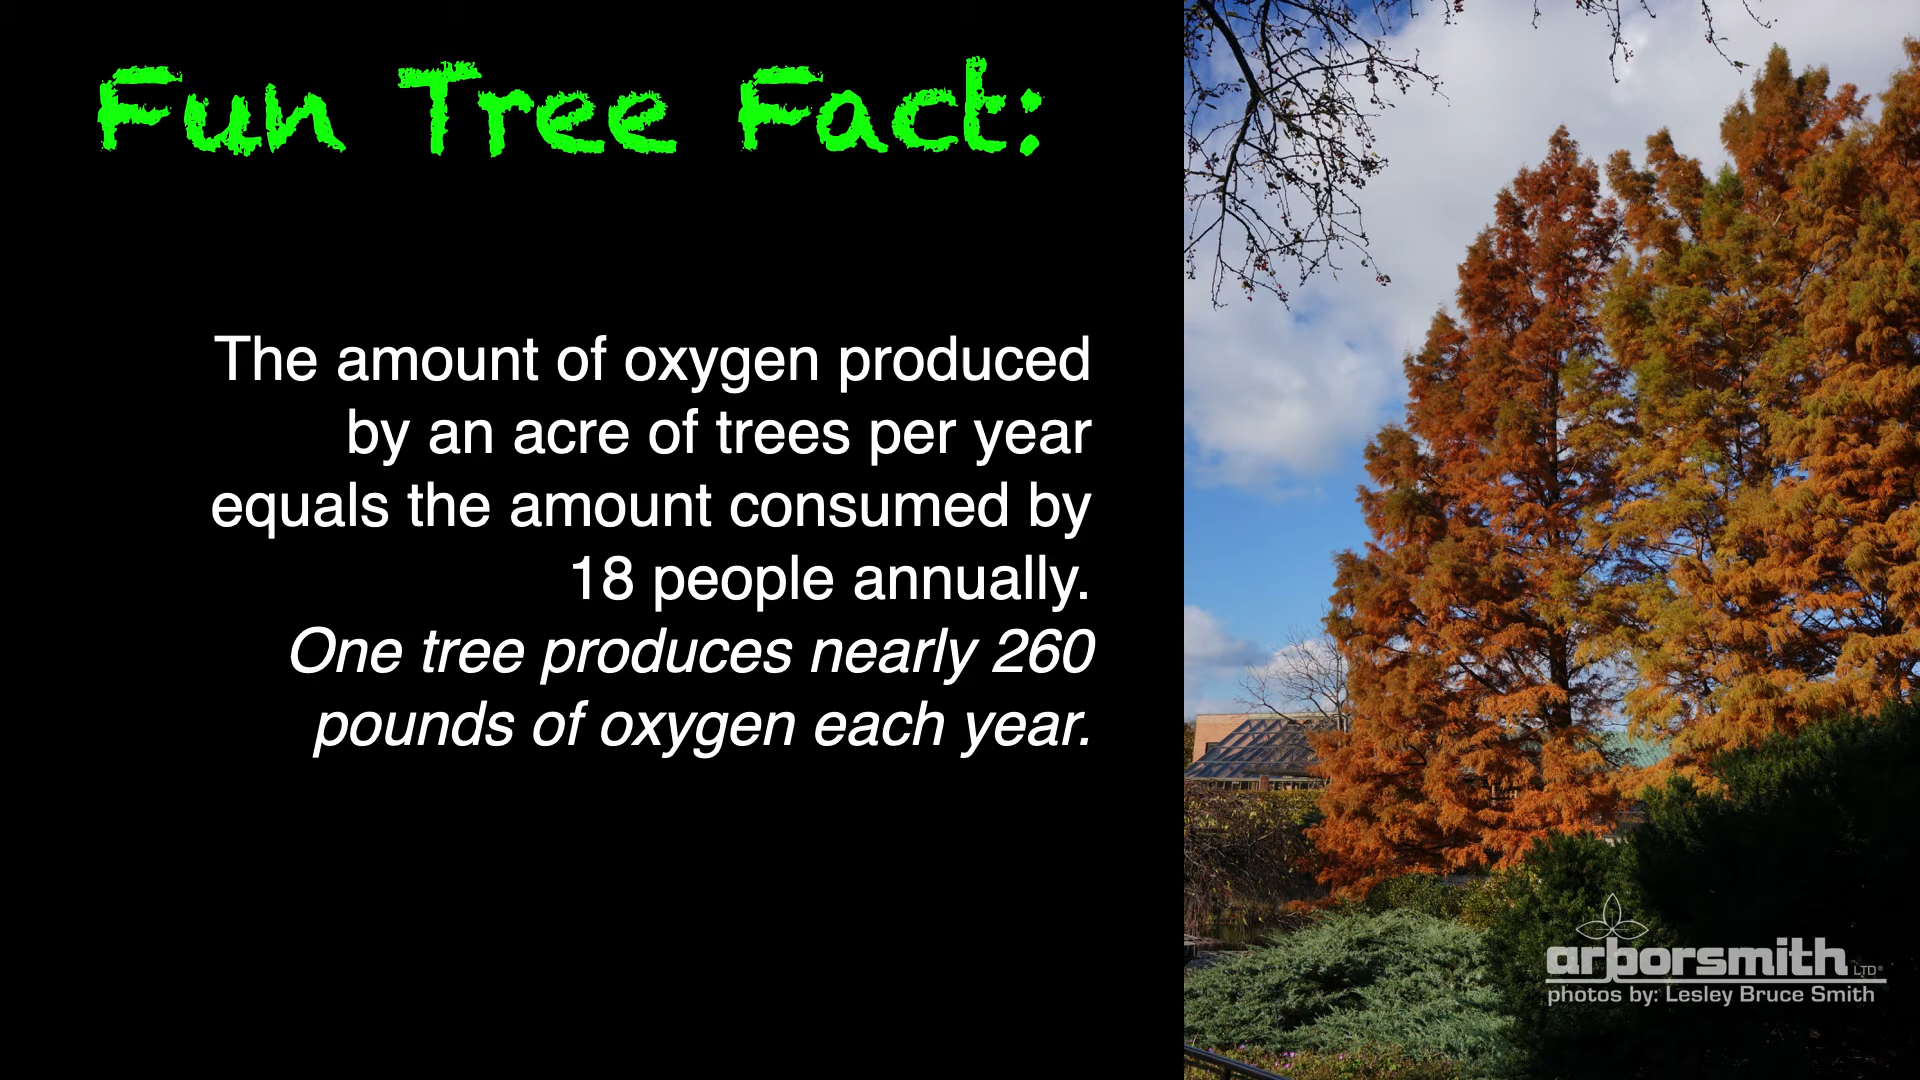 Fun Tree Fact:
The amount of oxygen produced
by an acre of trees per year
equals the amount consumed by
18 people annually.
One tree produces nearly 260
pounds of oxygen each year.
arborsmith LTD®
photos by: Lesley Bruce Smith